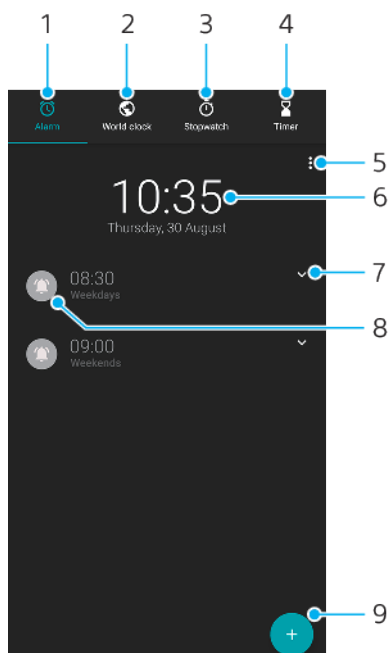 1 2 3 4
Alarm World clock Stopwatch Timer
5
10:35
6
Thursday, 30 August
08:30
7
Weekdays
8
09:00
Weekends
9
+